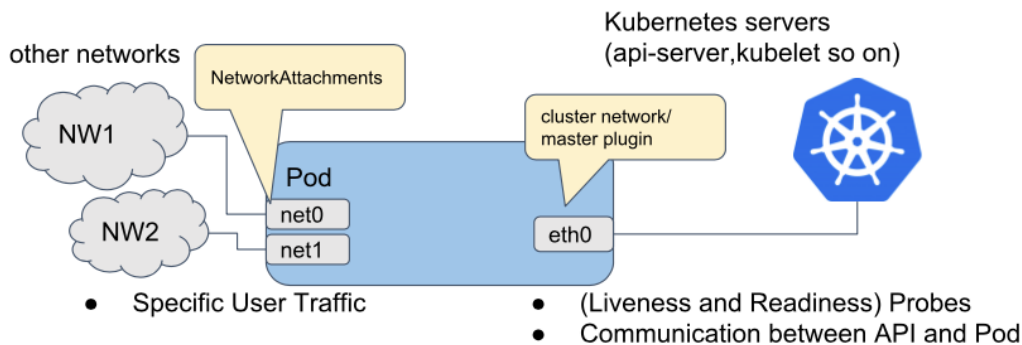 other networks
NetworkAttachments
Kubernetes servers
(api-server,kubelet so on)
NW1
cluster network/
master plugin
Pod
net0
NW2
net1
eth0
● Specific User Traffic
● (Liveness and Readiness) Probes
● Communication between API and Pod